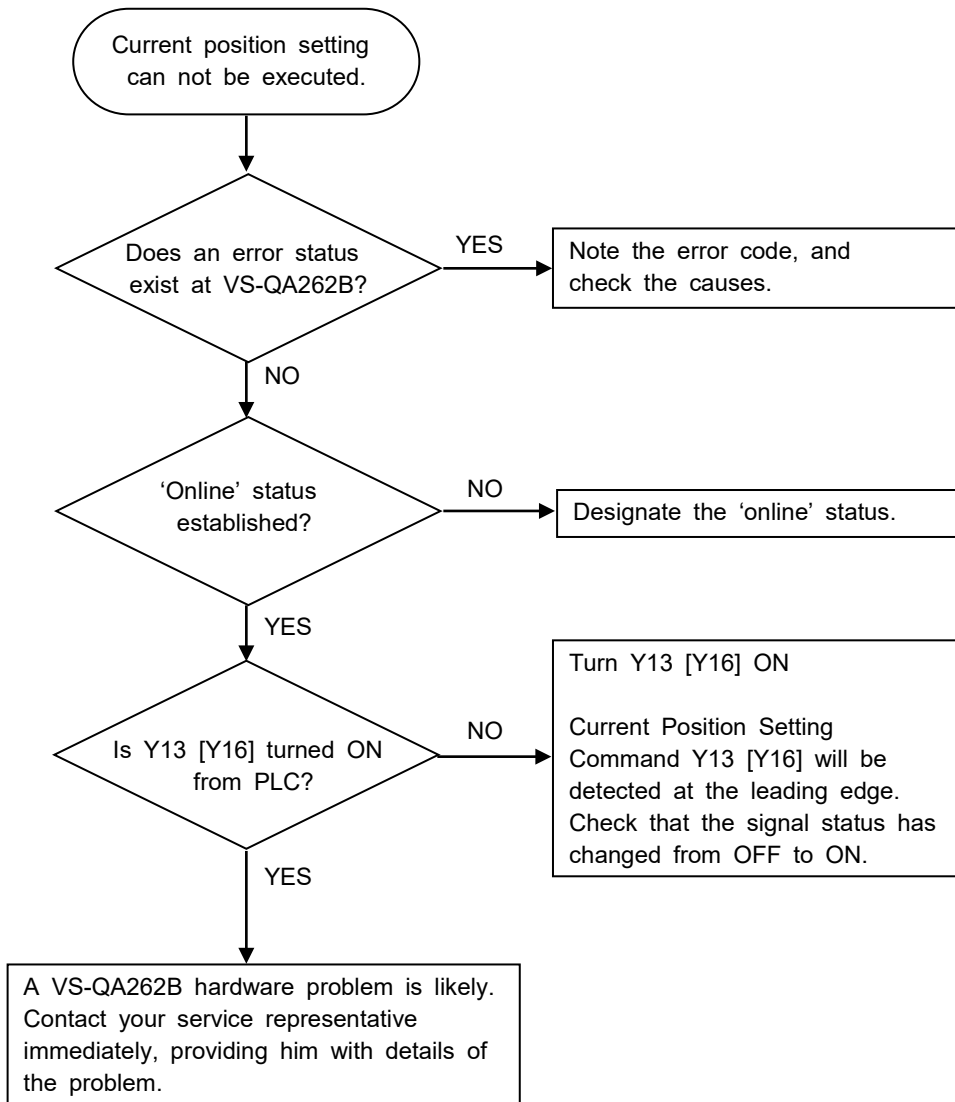 Current position setting
can not be executed.
Does an error status
exist at VS-QA262B?
YES
Note the error code, and
check the causes.
NO
‘Online’ status
established?
NO
Designate the ‘online’ status.
YES
Is Y13 [Y16] turned ON
from PLC?
NO
Turn Y13 [Y16] ON
Current Position Setting
Command Y13 [Y16] will be
detected at the leading edge.
Check that the signal status has
changed from OFF to ON.
YES
A VS-QA262B hardware problem is likely.
Contact your service representative
immediately, providing him with details of
the problem.